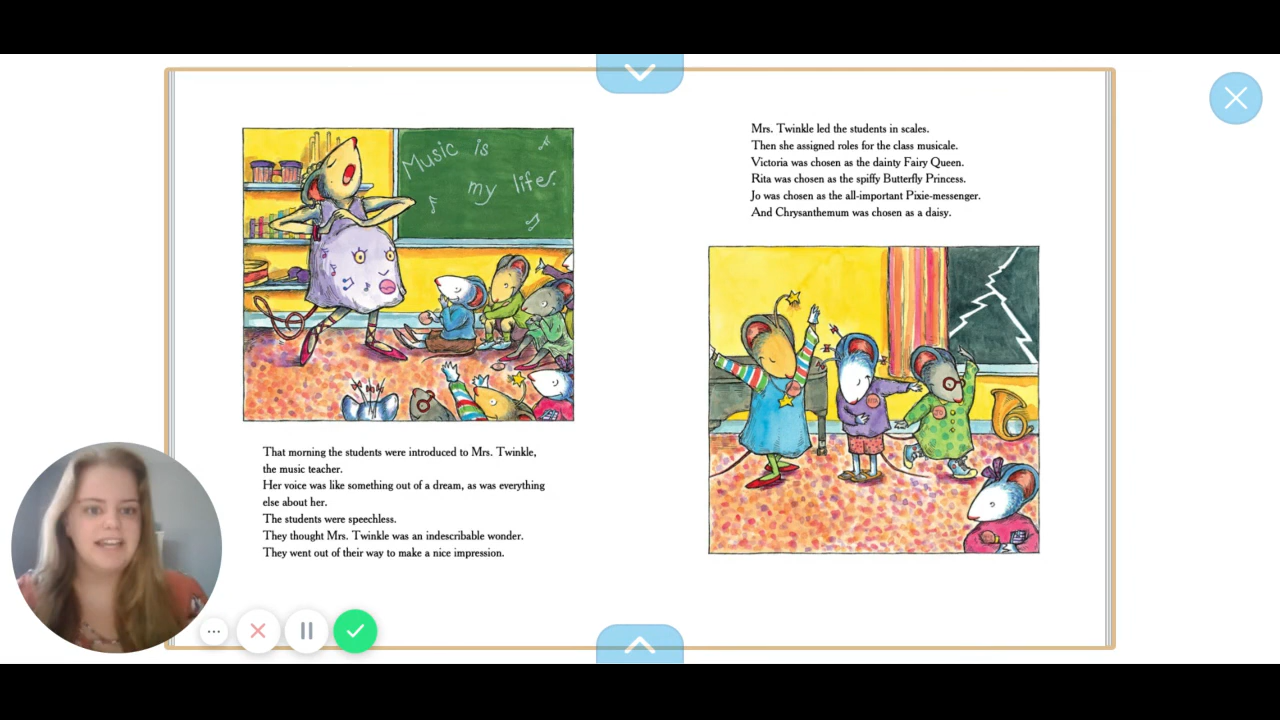 Music is
my life.
That morning the students were introduced to Mrs. Twinkle,
the music teacher.
Her voice was like something out of a dream, as was everything
else about her.
The students were speechless.
They thought Mrs. Twinkle was an indescribable wonder.
They went out of their way to make a nice impression.
Mrs. Twinkle led the students in scales.
Then she assigned roles for the class musicale.
Victoria was chosen as the dainty Fairy Queen.
Rita was chosen as the spiffy Butterfly Princess.
Jo was chosen as the all-important Pixie-messenger.
And Chrysanthemum was chosen as a daisy.